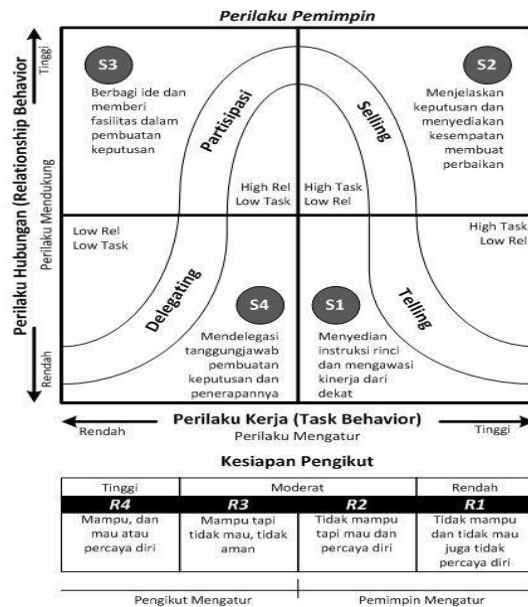 Perilaku Pemimpin
Perilaku Hubungan (Relationship Behavior)
Perilaku Mendukung
Tinggi
Rendah
S3
Berbagi ide dan
memberi
fasilitas dalam
pembuatan
keputusan
Partisipasi
High Rel
Low Task
S2
Menjelaskan
keputusan dan
menyediakan
kesempatan
membuat
perbaikan
Selling
High Task
Low Rel
Low Rel
Low Task
Delegating
S4
Mendelegasi
tanggungjawab
pembuatan
keputusan dan
penerapannya
High Task
Low Rel
Telling
S1
Menyedian
instruksi rinci
dan mengawasi
kinerja dari
dekat
Perilaku Kerja (Task Behavior)
Rendah
Perilaku Mengatur
Tinggi
Kesiapan Pengikut
Tinggi
Moderat
Rendah
R4
R3
R2
R1
Mampu, dan
mau atau
percaya diri
Mampu tapi
tidak mau, tidak
aman
Tidak mampu
tapi mau dan
percaya diri
Tidak mampu
dan tidak mau
juga tidak
percaya diri
Pengikut Mengatur
Pemimpin Mengatur